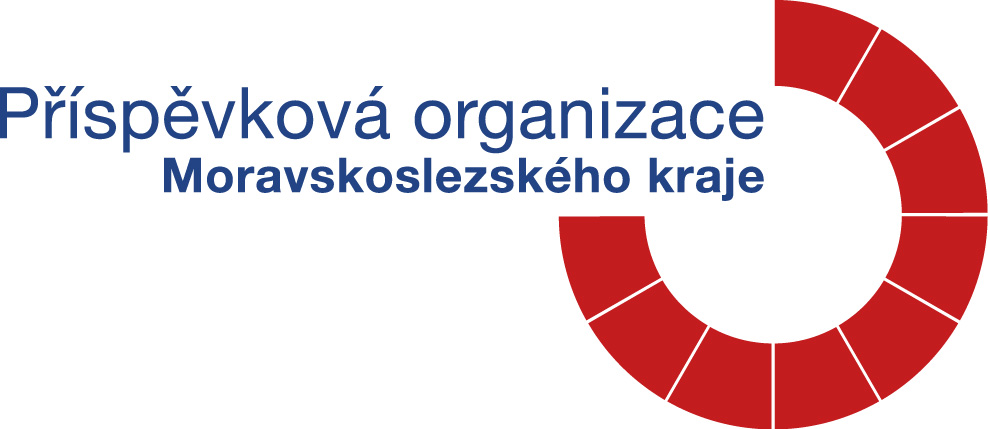 Příspěvková organizace
Moravskoslezského kraje